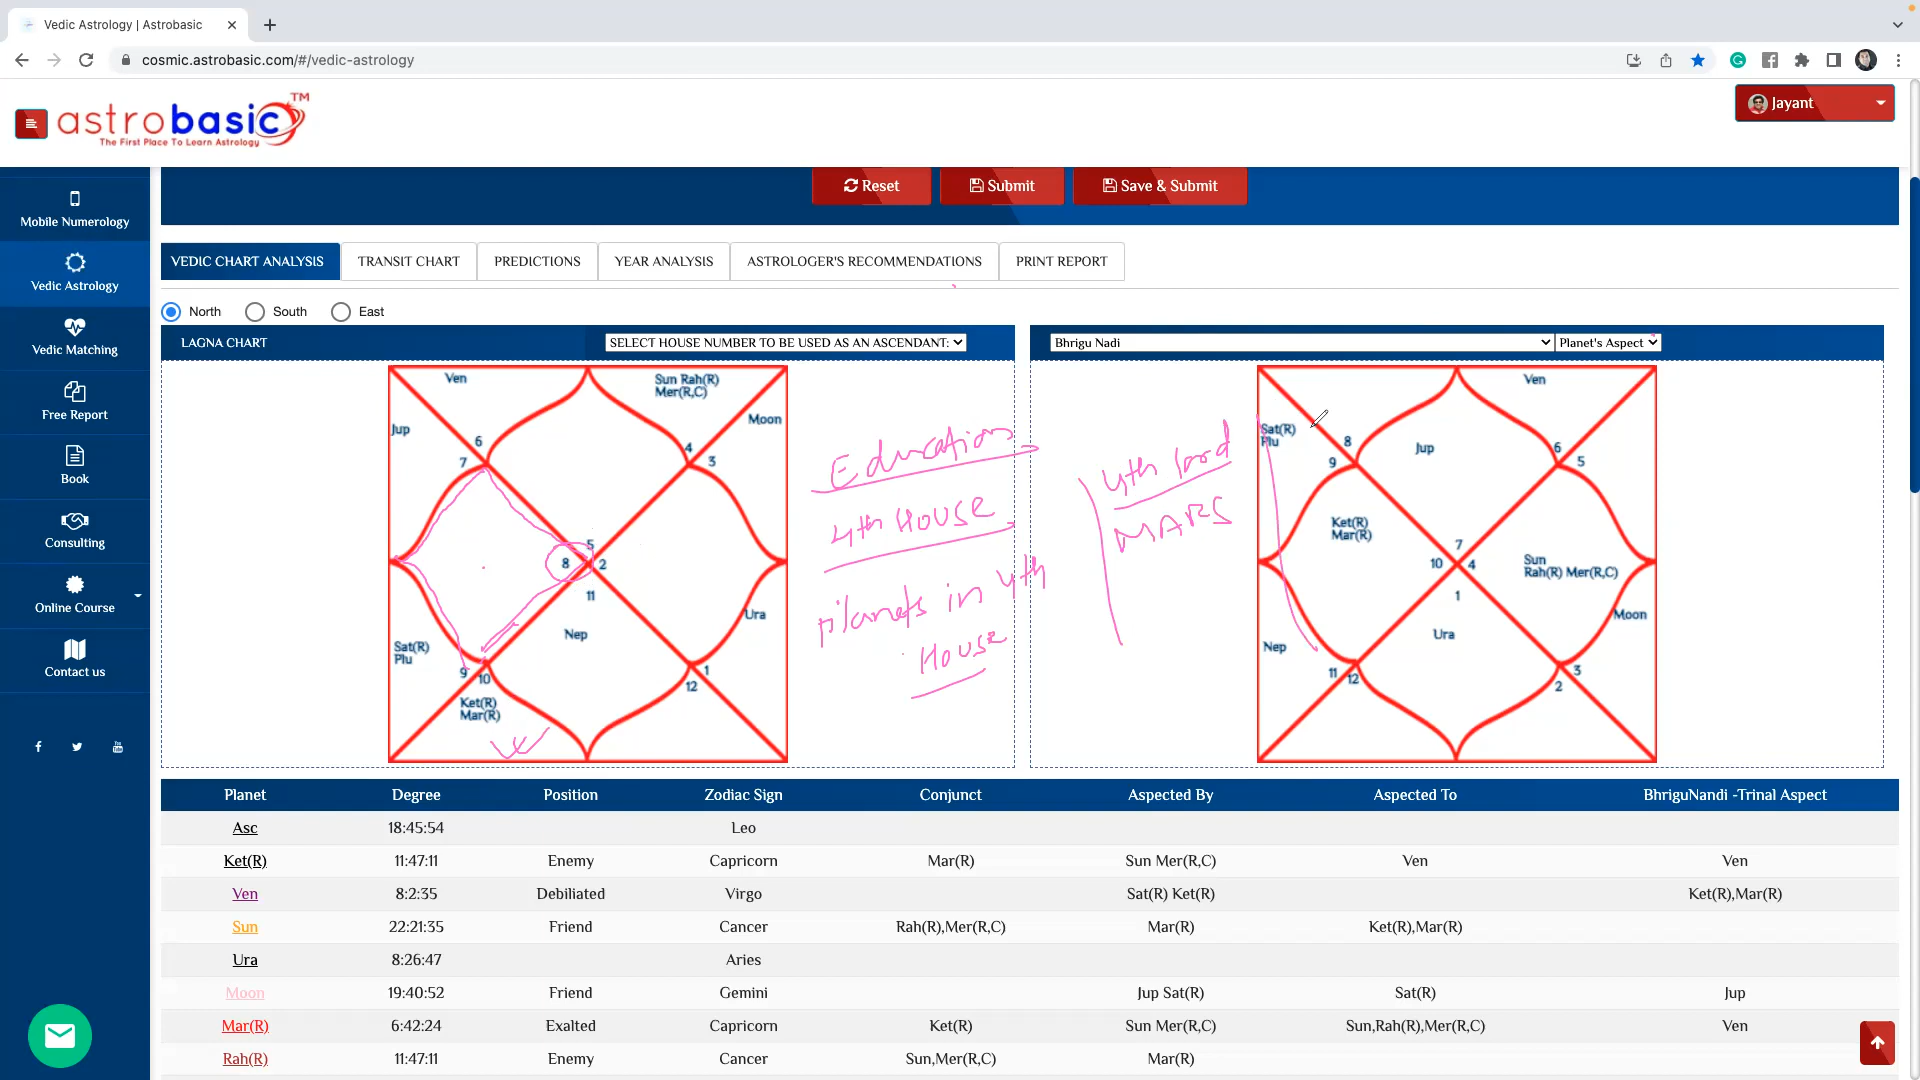 Vedic Astrology | Astrobasic
cosmic.astrobasic.com/#/vedic-astrology
astrobasic TM
The First Place To Learn Astrology
Jayant
Mobile Numerology
Vedic Astrology
Vedic Matching
Free Report
Book
Consulting
Online Course
Contact us
Reset Submit Save & Submit
VEDIC CHART ANALYSIS TRANSIT CHART PREDICTIONS YEAR ANALYSIS ASTROLOGER'S RECOMMENDATIONS PRINT REPORT
North South East
LAGNA CHART SELECT HOUSE NUMBER TO BE USED AS AN ASCENDANT:
Ven
Sun Rah(R)
Mer(R,C)
Jup
Moon
6
4
7
3
5
8 2
11
Nep
Ura
Sat(R)
Plu
9
10
1
12
Ket(R)
Mar(R)
Education
4th HOUSE
planets in 4th
House
4th lord
MARS
Bhrigu Nadi Planet's Aspect
Ven
Sat(R)
Plu
8
9
Jup
6
5
Ket(R)
Mar(R)
7
10 4
1
Sun
Rah(R) Mer(R,C)
Moon
Ura
Nep
11
12
3
2
Planet Degree Position Zodiac Sign Conjunct Aspected By Aspected To BhriguNandi -Trinal Aspect
Asc 18:45:54 Leo
Ket(R) 11:47:11 Enemy Capricorn Mar(R) Sun Mer(R,C) Ven Ven
Ven 8:2:35 Debiliated Virgo Sat(R) Ket(R) Ket(R),Mar(R)
Sun 22:21:35 Friend Cancer Rah(R),Mer(R,C) Mar(R) Ket(R),Mar(R)
Ura 8:26:47 Aries
Moon 19:40:52 Friend Gemini Jup Sat(R) Sat(R) Jup
Mar(R) 6:42:24 Exalted Capricorn Ket(R) Sun Mer(R,C) Sun,Rah(R),Mer(R,C) Ven
Rah(R) 11:47:11 Enemy Cancer Sun,Mer(R,C) Mar(R)